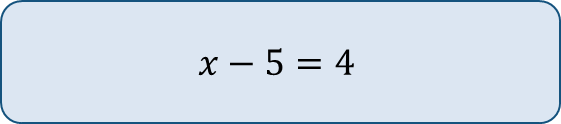 x − 5 = 4